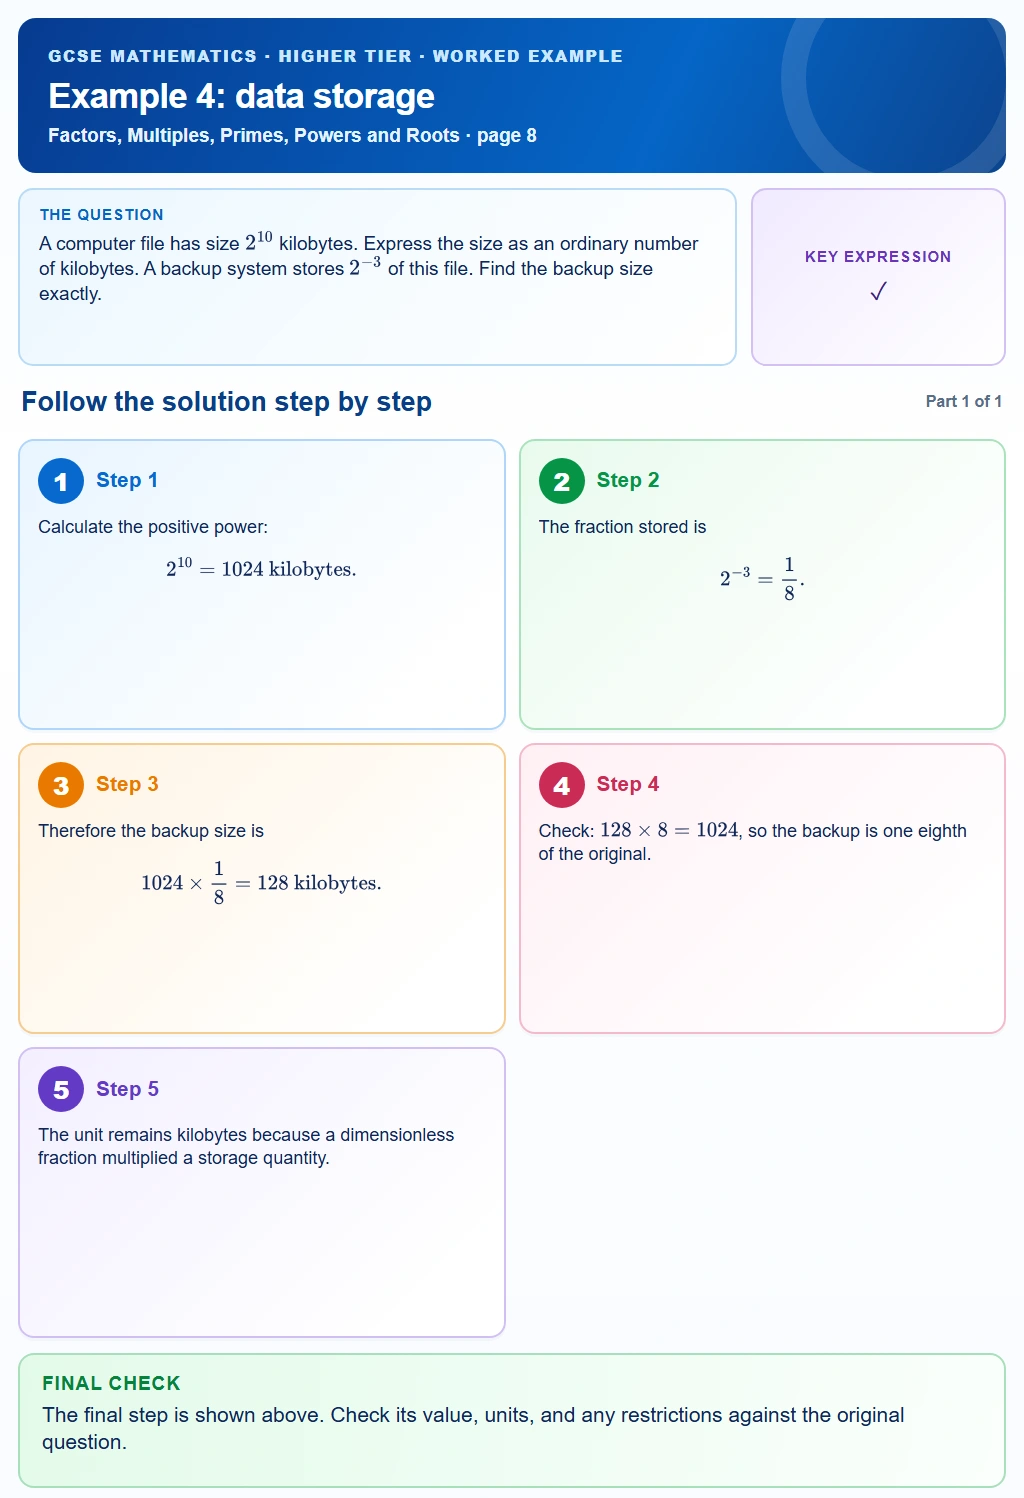 GCSE MATHEMATICS · HIGHER TIER · WORKED EXAMPLE
Example 4: data storage
Factors, Multiples, Primes, Powers and Roots · page 8
THE QUESTION
A computer file has size 2^{10} kilobytes. Express the size as an ordinary number
of kilobytes. A backup system stores 2^{−3} of this file. Find the backup size
exactly.
KEY EXPRESSION
✓
Follow the solution step by step
Part 1 of 1
1 Step 1
Calculate the positive power:
2^{10} = 1024 kilobytes.
2 Step 2
The fraction stored is
2^{−3} = \frac{1}{8}.
3 Step 3
Therefore the backup size is
1024 × \frac{1}{8} = 128 kilobytes.
4 Step 4
Check: 128 × 8 = 1024, so the backup is one eighth
of the original.
5 Step 5
The unit remains kilobytes because a dimensionless
fraction multiplied a storage quantity.
FINAL CHECK
The final step is shown above. Check its value, units, and any restrictions against the original
question.